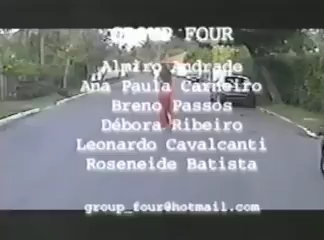 GROUP FOUR
Almiro Andrade
Ana Paula Carneiro
Breno Passos
Débora Ribeiro
Leonardo Cavalcanti
Roseneide Batista
group_four@hotmail.com